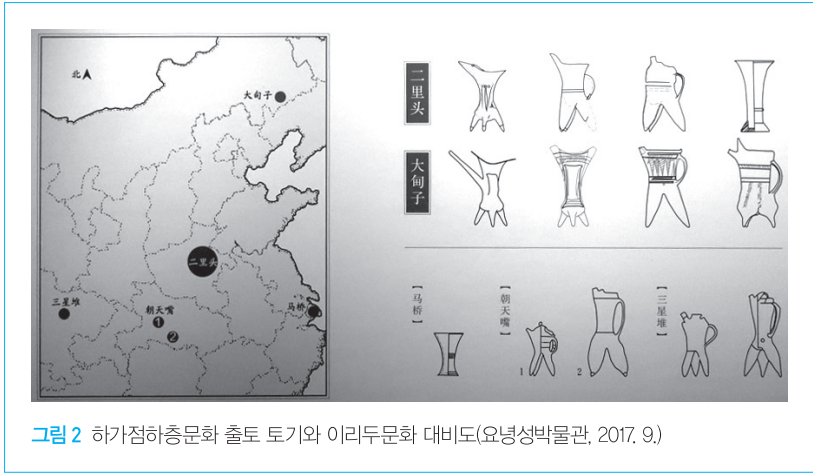 北
大甸子
二里头
三星堆
朝天嘴
1
2
马桥
二里头
大甸子
【马桥】
【朝天嘴】
【三星堆】
1
2
그림 2 하가점하층문화 출토 토기와 이리두문화 대비도(요녕성박물관, 2017. 9.)